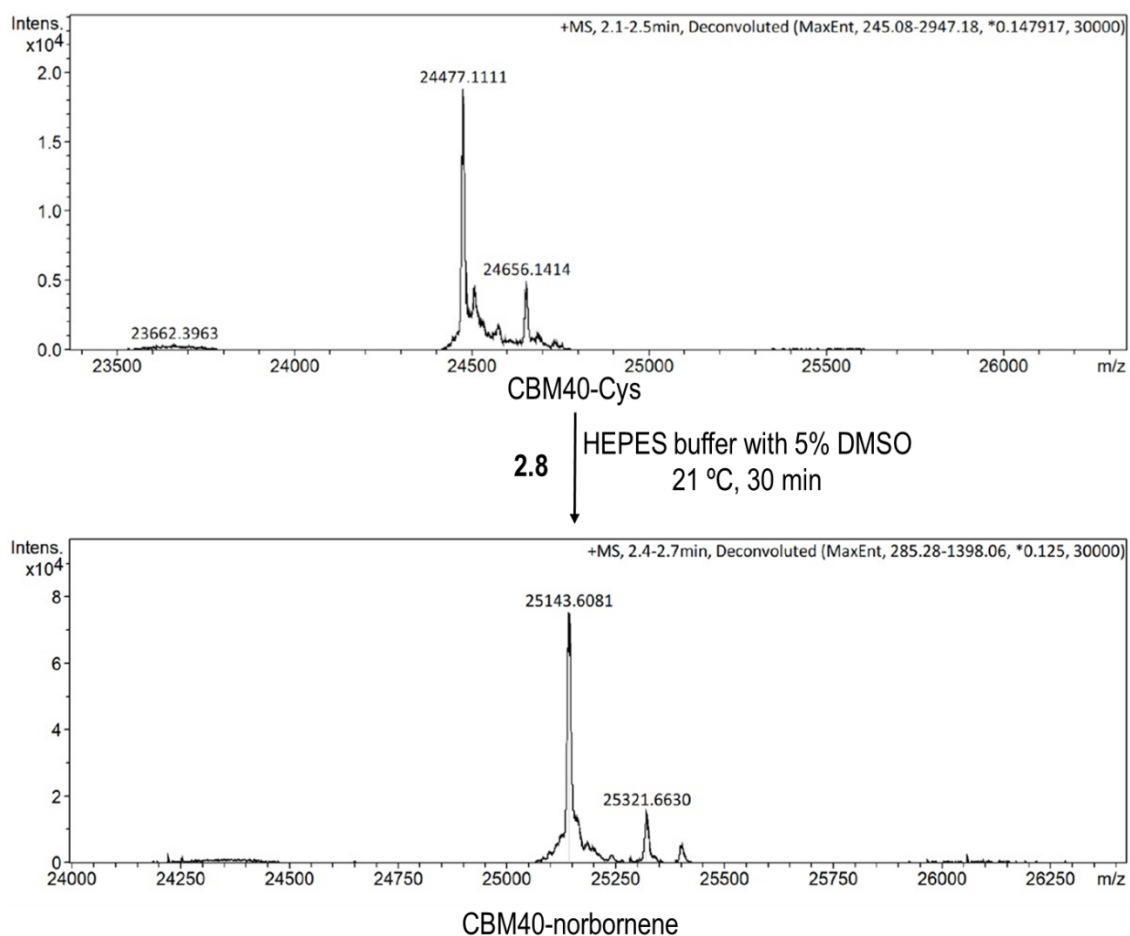 Intens.
x10⁴
+MS, 2.1-2.5min, Deconvoluted (MaxEnt, 245.08-2947.18, *0.147917, 30000)
24477.1111
2.0
1.5
1.0
24656.1414
0.5
23662.3963
0.0
23500 24000 24500 25000 25500 26000 m/z
CBM40-Cys
HEPES buffer with 5% DMSO
2.8
21 ºC, 30 min
Intens.
x10⁴
+MS, 2.4-2.7min, Deconvoluted (MaxEnt, 285.28-1398.06, *0.125, 30000)
25143.6081
8
6
4
25321.6630
2
0
24000 24250 24500 24750 25000 25250 25500 25750 26000 26250 m/z
CBM40-norbornene